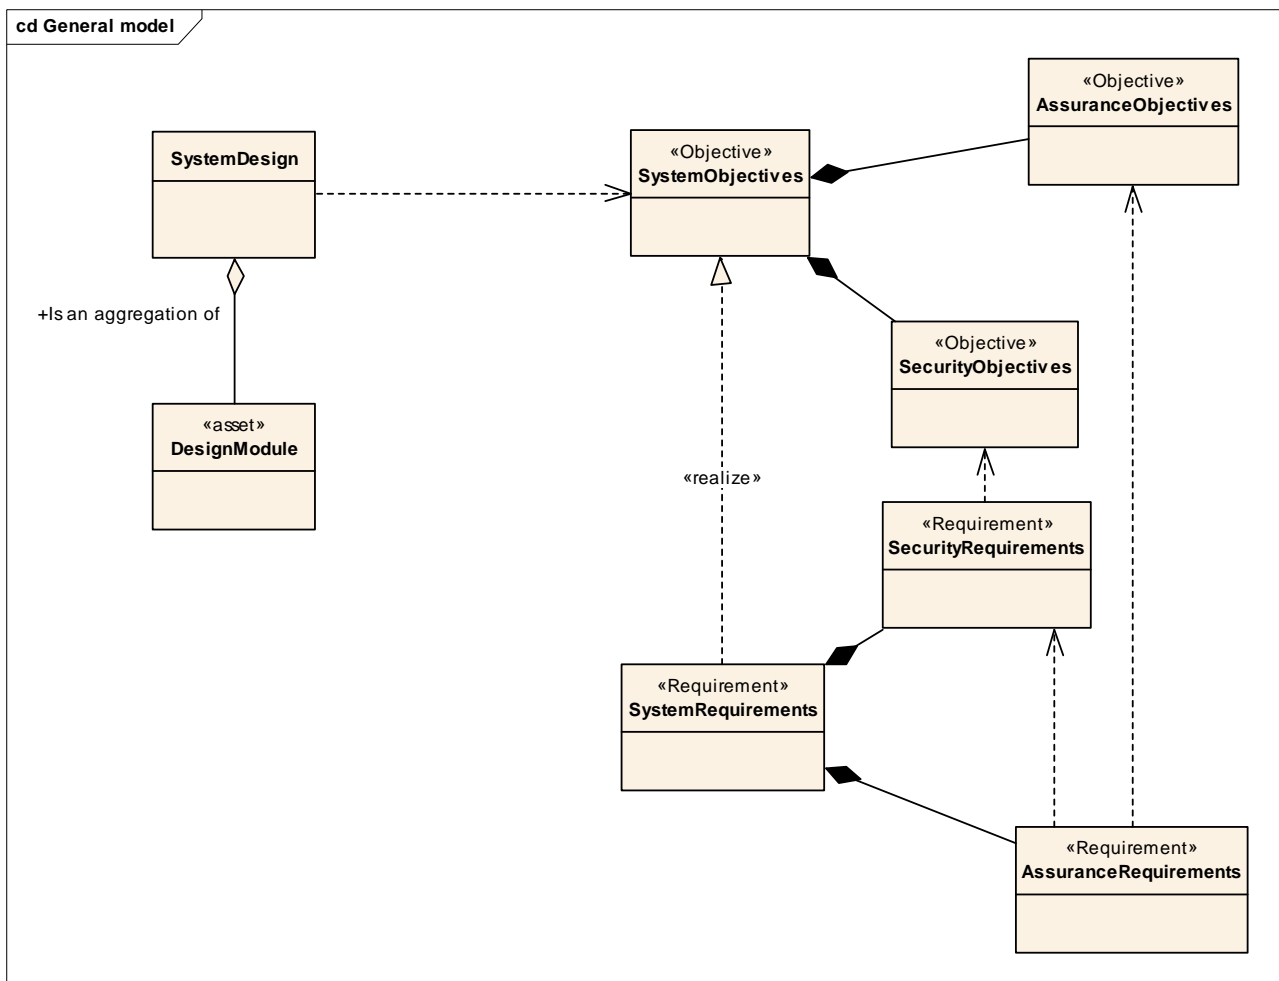 cd General model
«Objective»
AssuranceObjectives
SystemDesign
«Objective»
SystemObjectives
+Is an aggregation of
«Objective»
SecurityObjectives
«asset»
DesignModule
«realize»
«Requirement»
SecurityRequirements
«Requirement»
SystemRequirements
«Requirement»
AssuranceRequirements